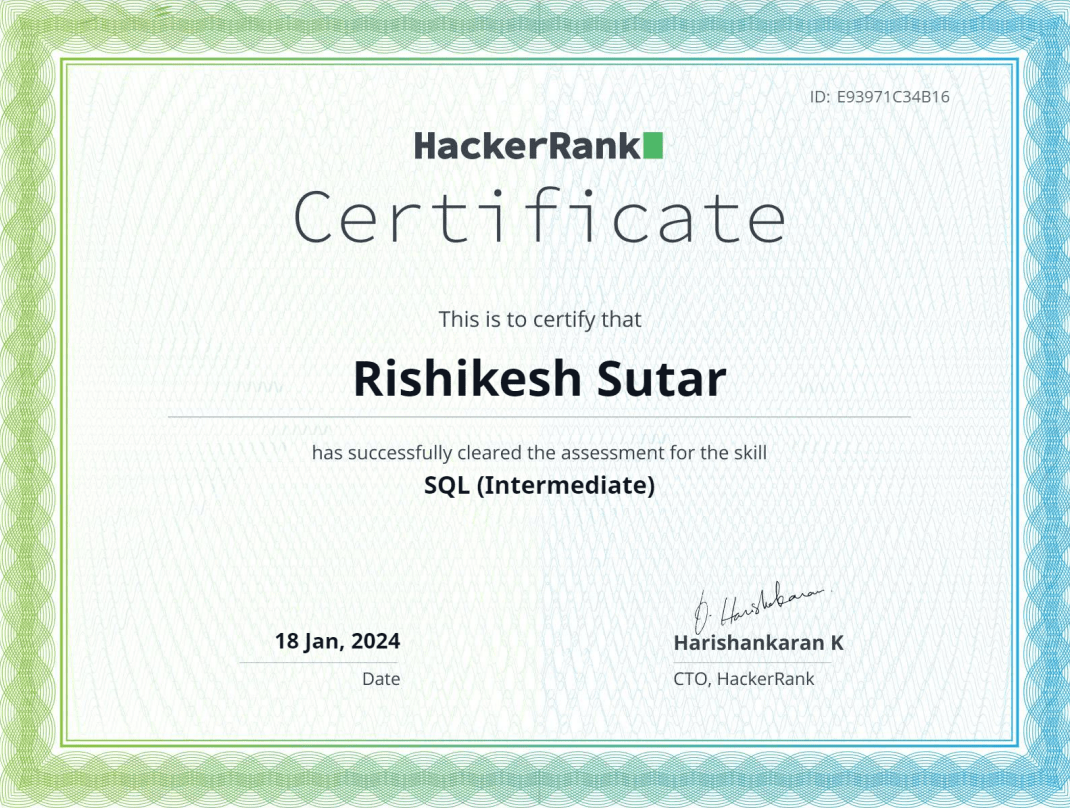 ID: E93971C34B16
HackerRank
Certificate
This is to certify that
Rishikesh Sutar
has successfully cleared the assessment for the skill
SQL (Intermediate)
18 Jan, 2024
Date
Harishankaran K
CTO, HackerRank